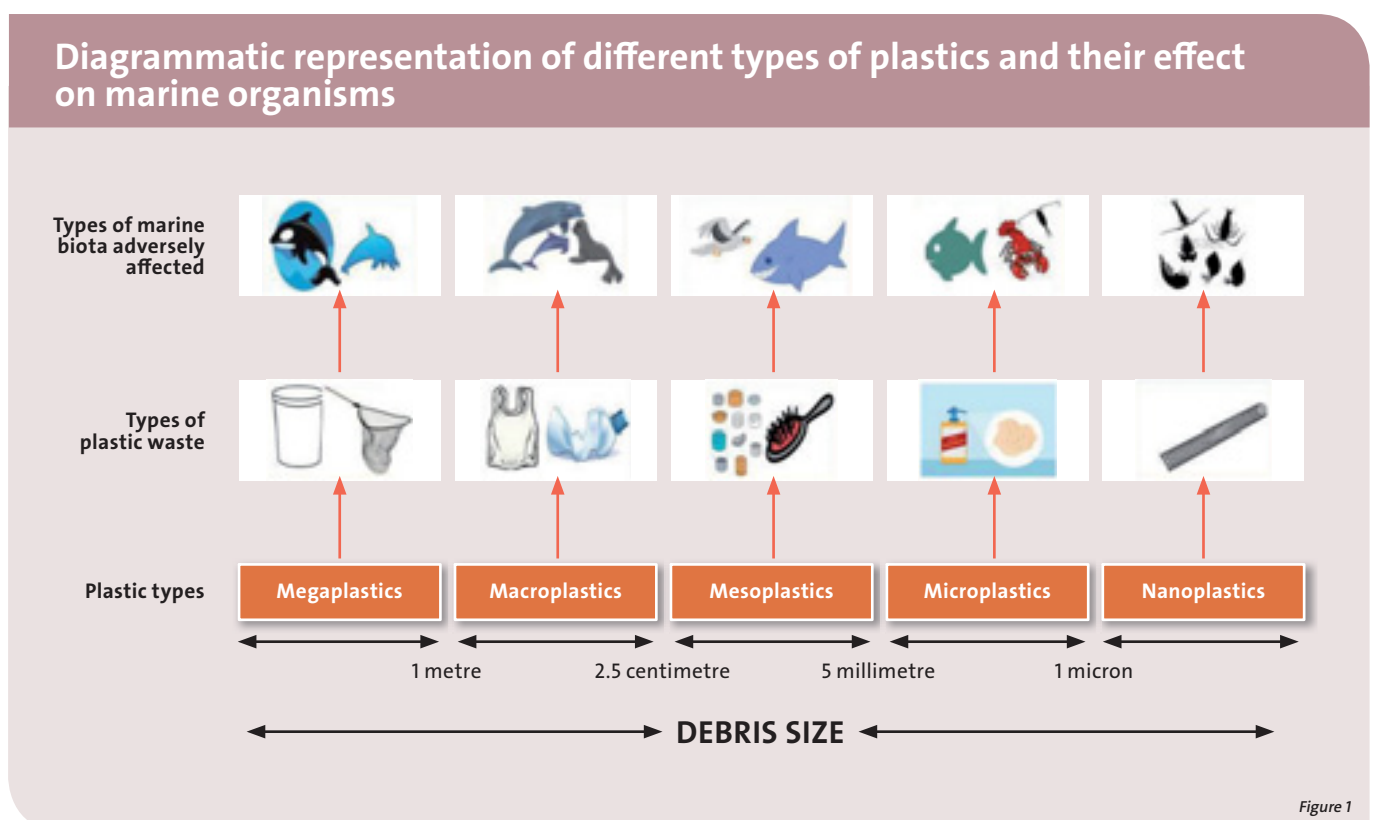 Diagrammatic representation of different types of plastics and their effect
on marine organisms
Types of marine
biota adversely
affected
Types of
plastic waste
Plastic types
Megaplastics
Macroplastics
Mesoplastics
Microplastics
Nanoplastics
1 metre
2.5 centimetre
5 millimetre
1 micron
DEBRIS SIZE
Figure 1